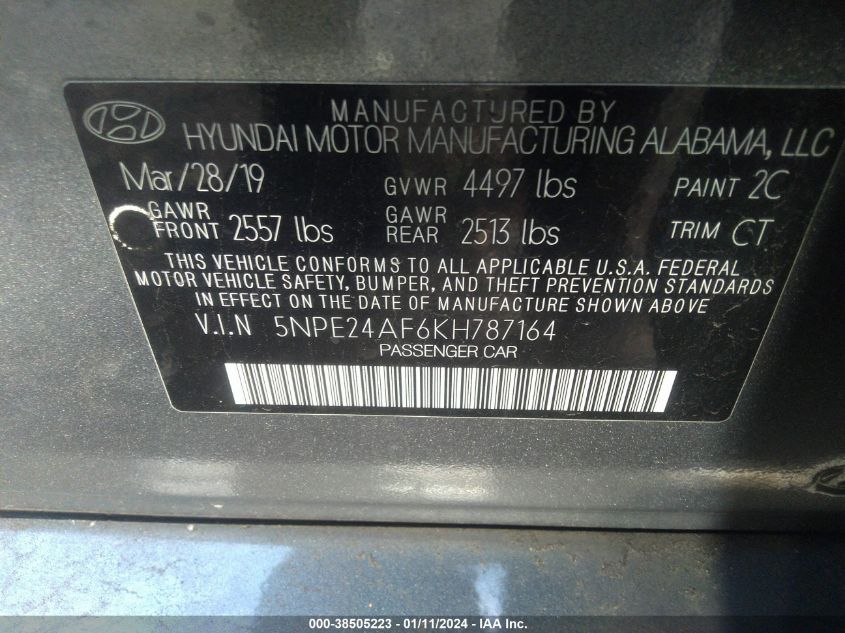 MANUFACTURED BY
HYUNDAI MOTOR MANUFACTURING ALABAMA, LLC
Mar/28/19 GVWR 4497 lbs PAINT 2C
GAWR FRONT 2557 lbs GAWR REAR 2513 lbs TRIM CT
THIS VEHICLE CONFORMS TO ALL APPLICABLE U.S.A. FEDERAL
MOTOR VEHICLE SAFETY, BUMPER, AND THEFT PREVENTION STANDARDS
IN EFFECT ON THE DATE OF MANUFACTURE SHOWN ABOVE
V.I.N 5NPE24AF6KH787164
PASSENGER CAR
000-38505223 - 01/11/2024 - IAA Inc.